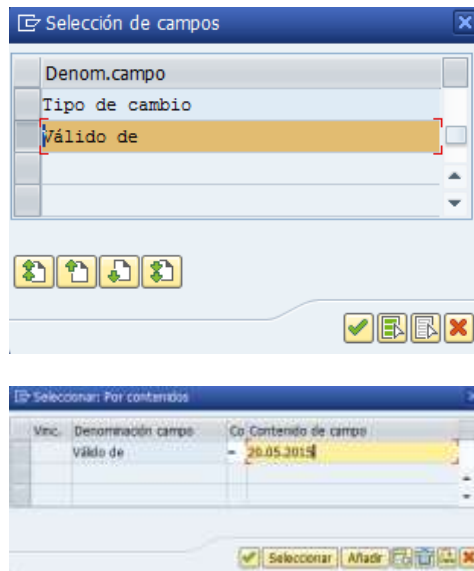 Selección de campos
Denom.campo
Tipo de cambio
Válido de
Seleccionar: Por contenidos
Vinc. Denominación campo Co Contenido de campo
Válido de = 20.05.2015
Seleccionar Añadir